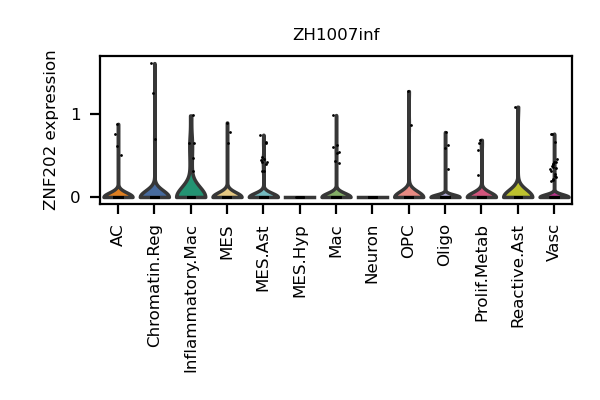 ZH1007inf
ZNF202 expression
1
0
AC
Chromatin.Reg
Inflammatory.Mac
MES
MES.Ast
MES.Hyp
Mac
Neuron
OPC
Oligo
Prolif.Metab
Reactive.Ast
Vasc